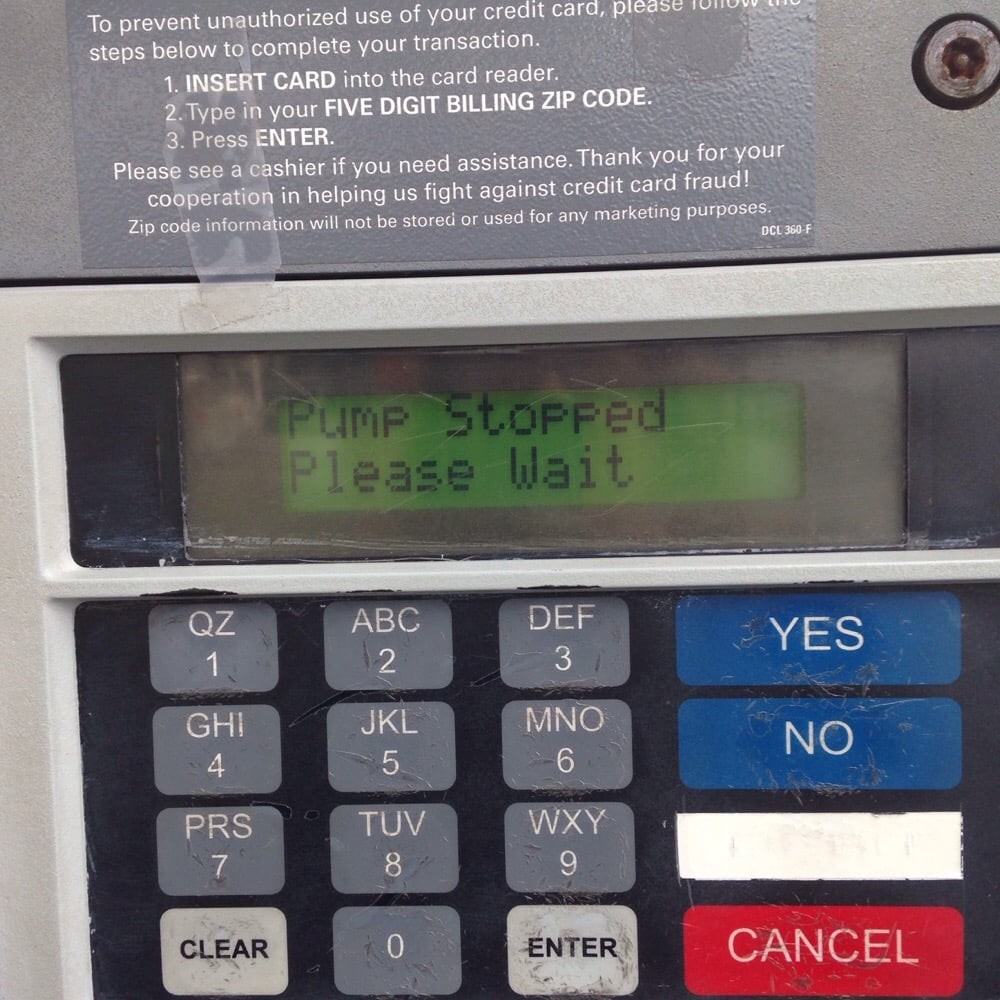 To prevent unauthorized use of your credit card, please follow the
steps below to complete your transaction.
1. INSERT CARD into the card reader.
2. Type in your FIVE DIGIT BILLING ZIP CODE.
3. Press ENTER.
Please see a cashier if you need assistance. Thank you for your
cooperation in helping us fight against credit card fraud!
Zip code information will not be stored or used for any marketing purposes.
DCL 360-F
Pump Stopped
Please Wait
QZ ABC DEF YES
1 2 3
GHI JKL MNO NO
4 5 6
PRS TUV WXY
7 8 9
CLEAR 0 ENTER CANCEL